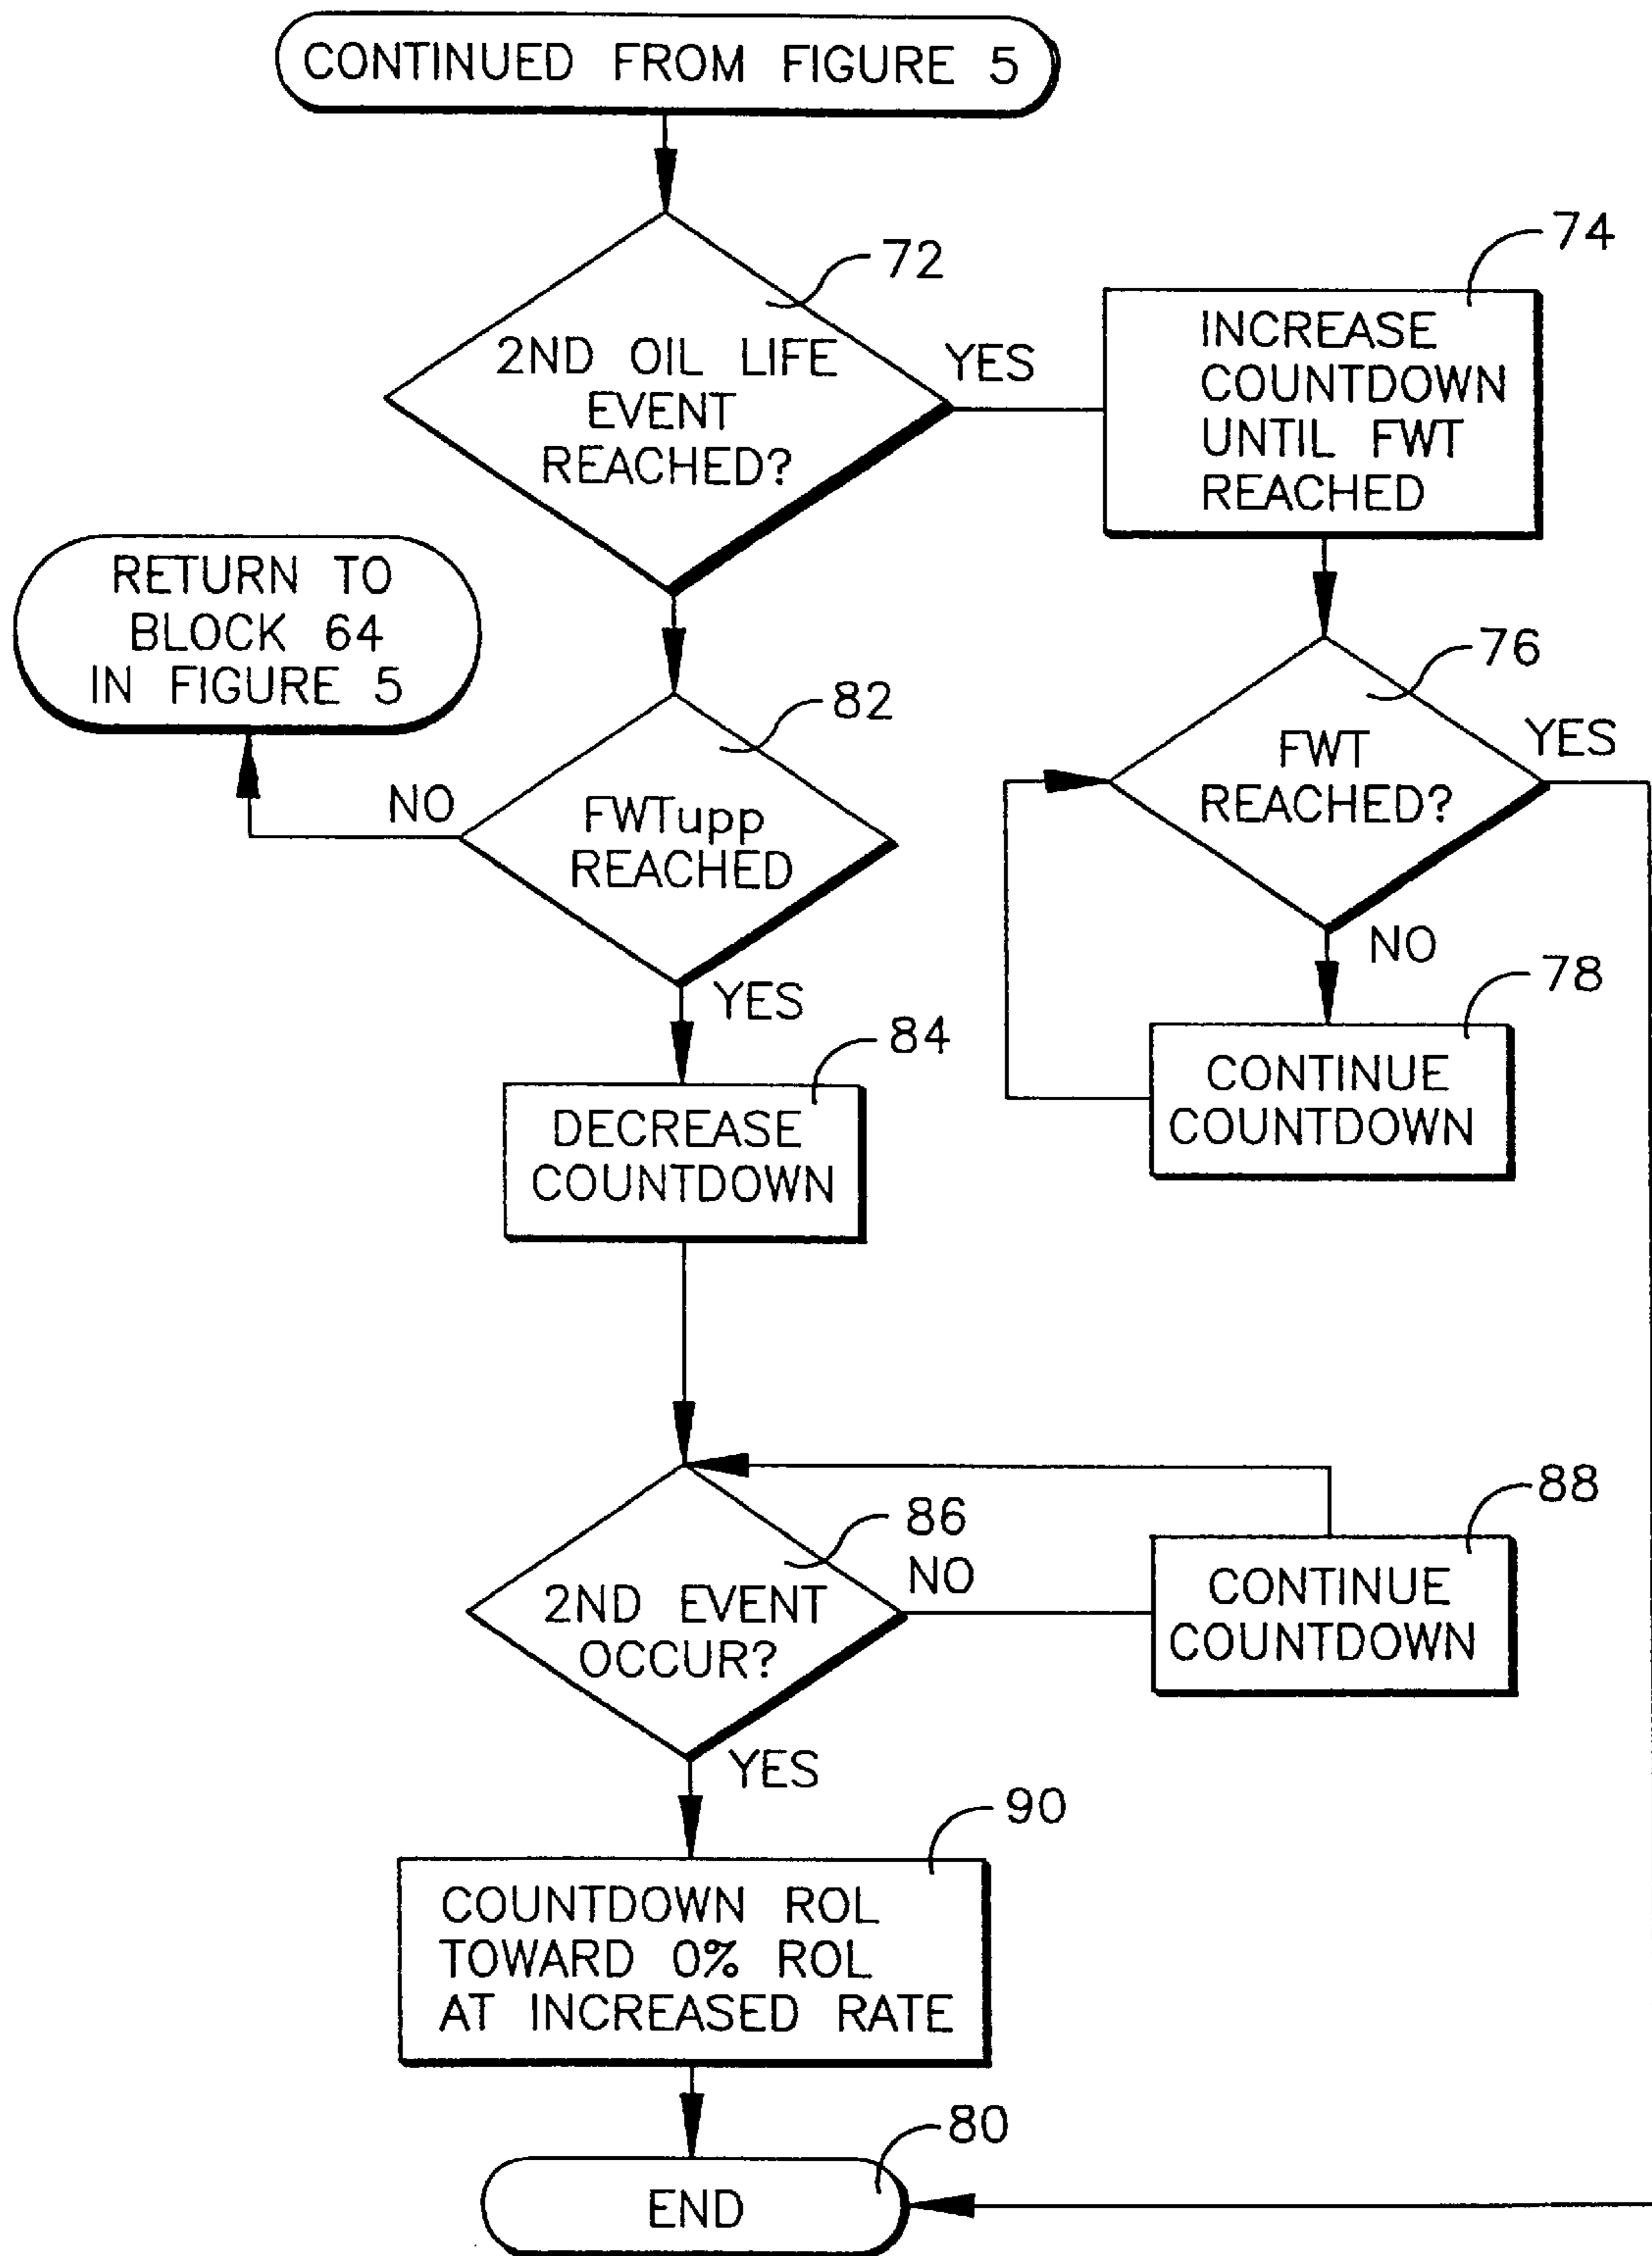 CONTINUED FROM FIGURE 5
72
2ND OIL LIFE
EVENT
REACHED?
YES
74
INCREASE
COUNTDOWN
UNTIL FWT
REACHED
RETURN TO
BLOCK 64
IN FIGURE 5
76
FWT
REACHED?
YES
NO
82
FWTupp
REACHED
NO
YES
78
CONTINUE
COUNTDOWN
84
DECREASE
COUNTDOWN
86
2ND EVENT
OCCUR?
NO
88
CONTINUE
COUNTDOWN
YES
90
COUNTDOWN ROL
TOWARD 0% ROL
AT INCREASED RATE
80
END